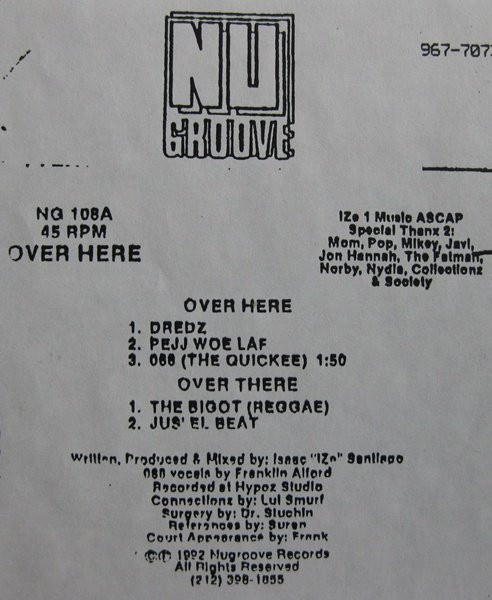 NU
GROOVE
967-707
NG 108A
45 RPM
OVER HERE
IZe 1 Music ASCAP
Special Thanx 2:
Mom, Pop, Mikey, Javi,
Jon Hannah, The Fatman,
Norby, Nydia, Collectionz
& Society
OVER HERE
1. DREDZ
2. PEJJ WOE LAF
3. 088 (THE QUICKEE) 1:50
OVER THERE
1. THE BIGOT (REGGAE)
2. JUS' EL BEAT
Written, Produced & Mixed by: Isaac "IZe" Santiago
vocals by Franklin Alford
Recorded at Hypoz Studio
Connectionz by: Lul Smurf
Surgery by: Dr. Stuchin
References by: Suren
Court Appearance by: Frank
℗© 1992 Nugroove Records
All Rights Reserved
(212) 398-1855